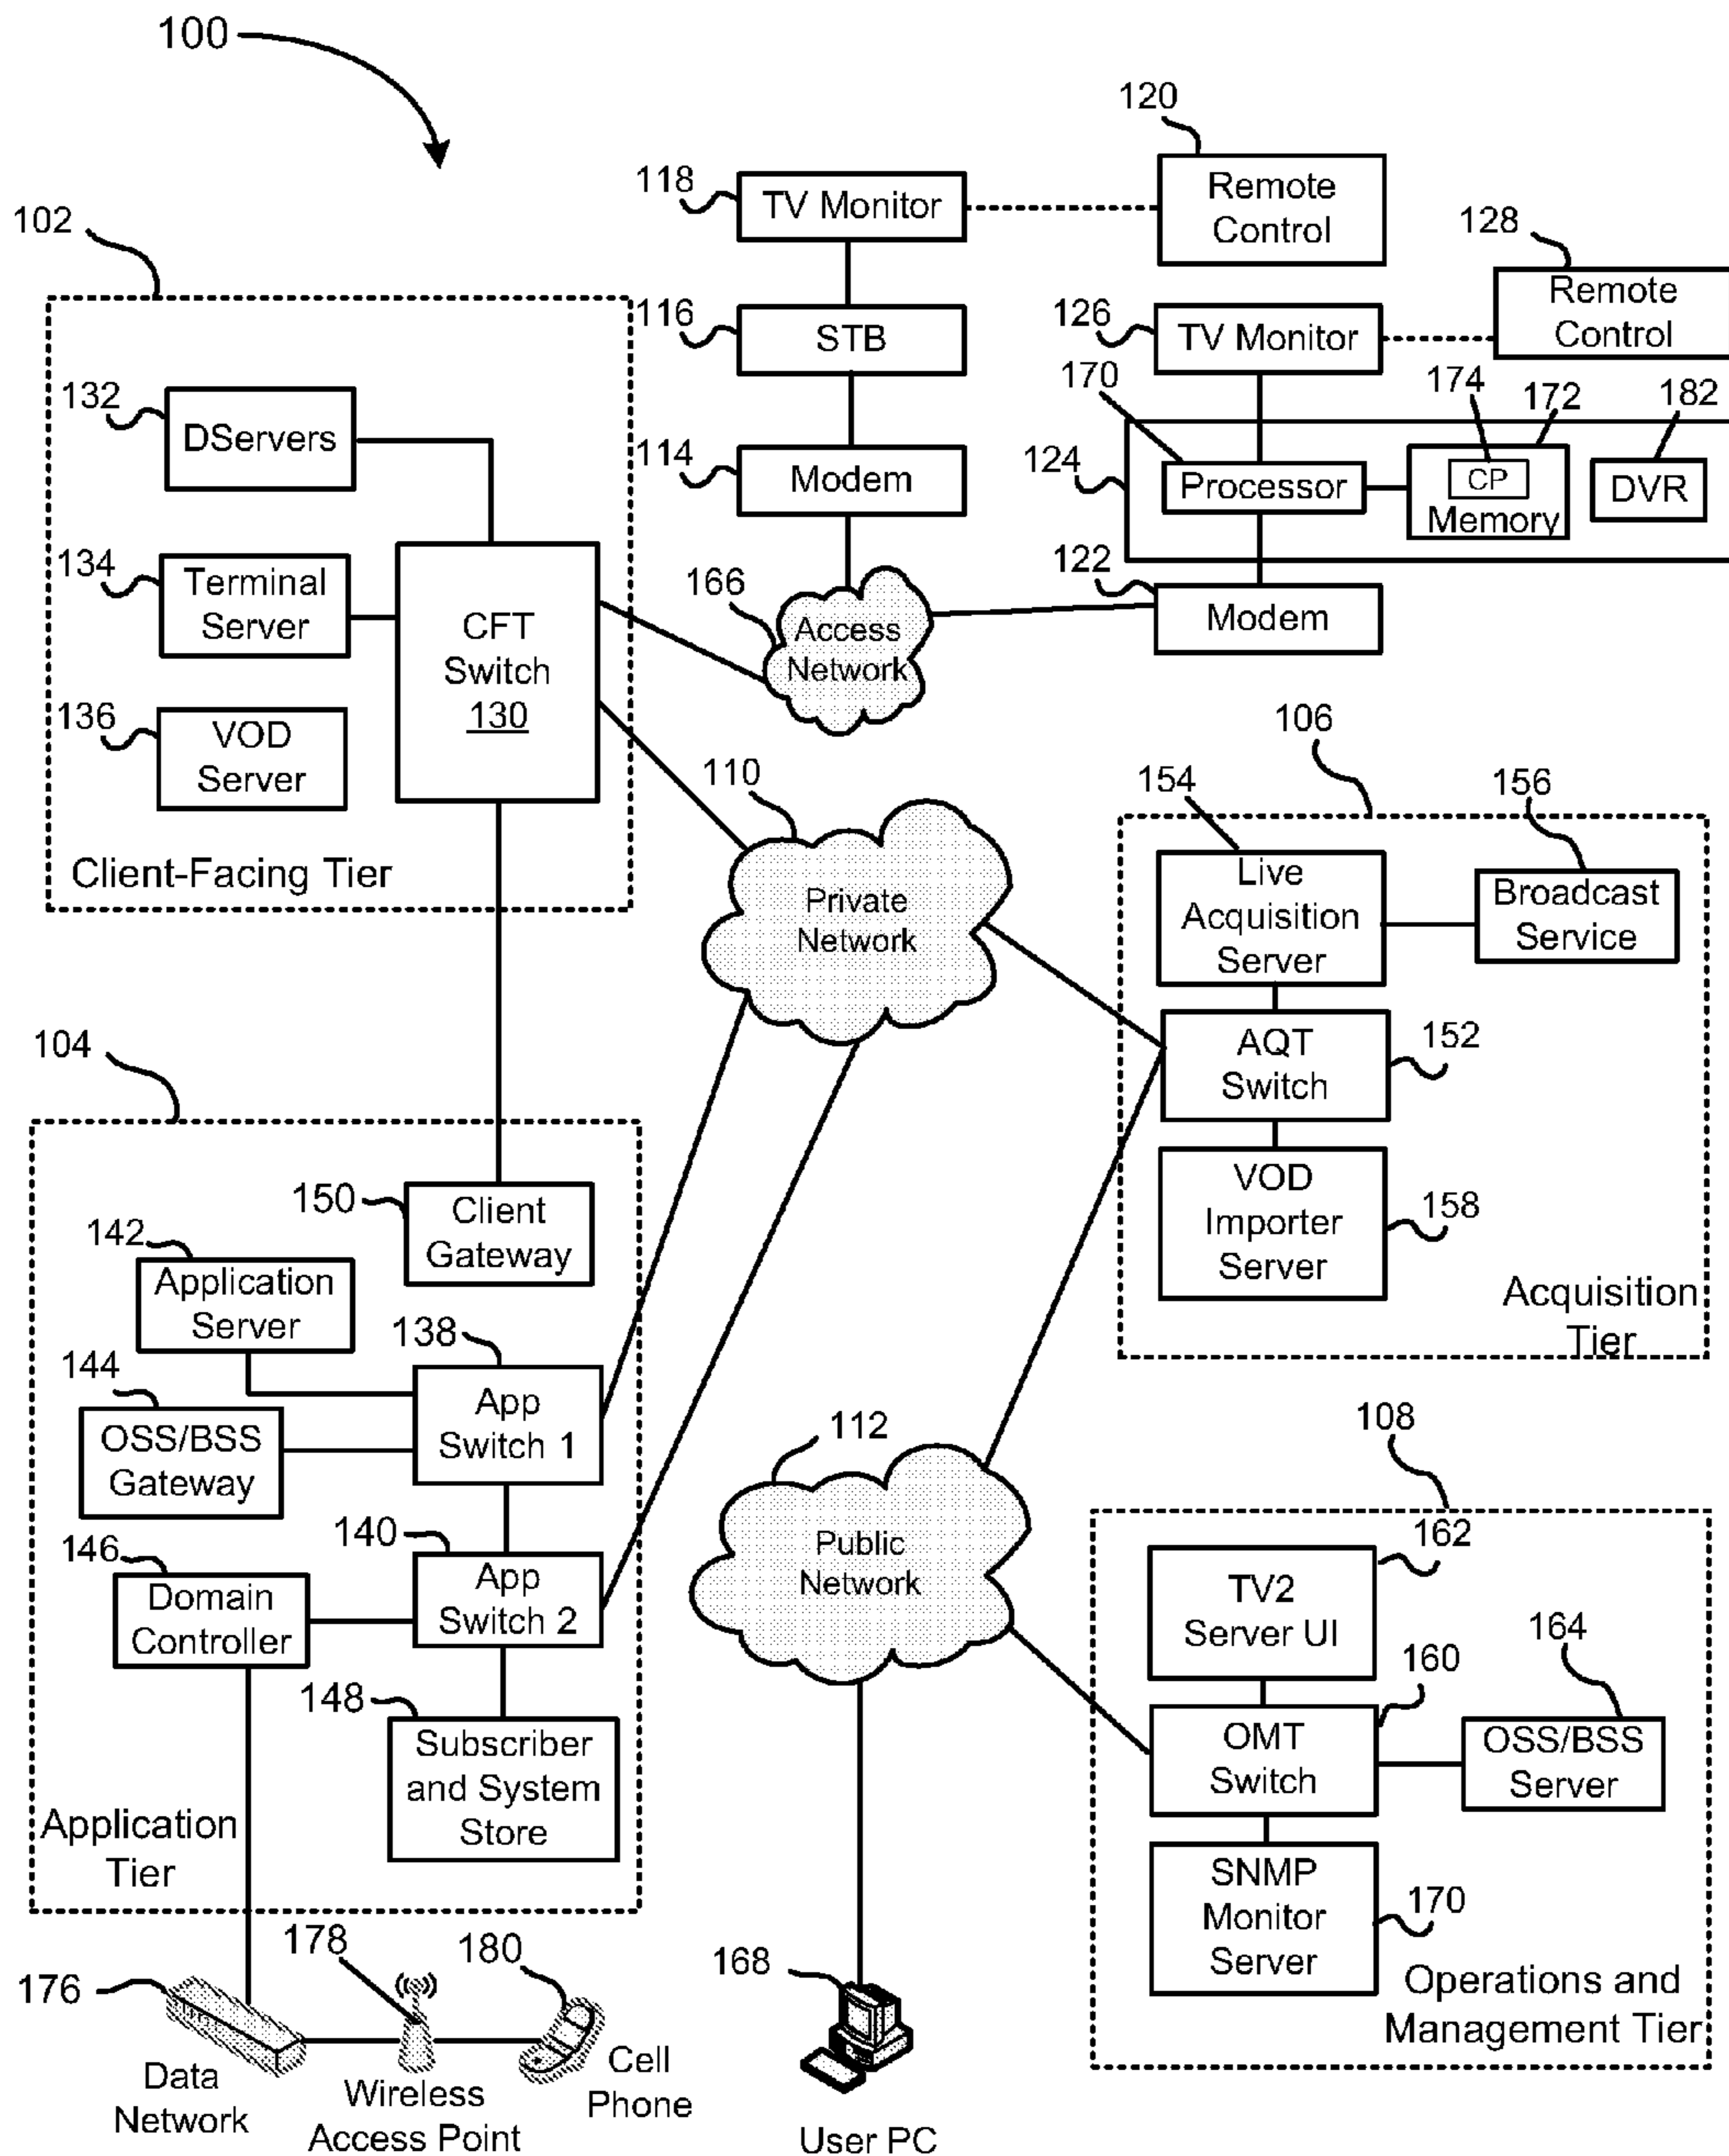 100
120
118
TV Monitor
Remote
Control
102
128
Remote
Control
116
STB
126
TV Monitor
132
DServers
170
174
172
182
114
Modem
124
Processor
CP
Memory
DVR
134
Terminal
Server
CFT
Switch
130
166
Access
Network
122
Modem
136
VOD
Server
110
106
154
156
Client-Facing Tier
Private
Network
Live
Acquisition
Server
Broadcast
Service
104
AQT
Switch
152
150
Client
Gateway
VOD
Importer
Server
158
142
Application
Server
Acquisition
Tier
138
144
App
Switch 1
OSS/BSS
Gateway
112
108
140
146
App
Switch 2
Domain
Controller
Public
Network
162
TV2
Server UI
164
160
148
Subscriber
and System
Store
OMT
Switch
OSS/BSS
Server
Application
Tier
SNMP
Monitor
Server
170
178
180
176
168
Operations and
Management Tier
Data
Network
Wireless
Access Point
Cell
Phone
User PC